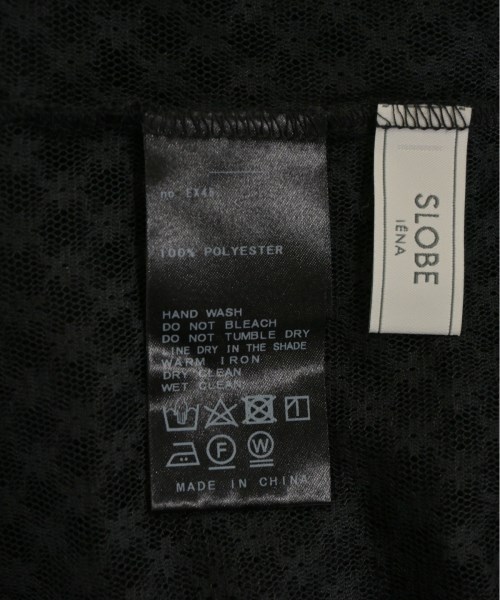 no. EX46
100% POLYESTER
HAND WASH
DO NOT BLEACH
DO NOT TUMBLE DRY
LINE DRY IN THE SHADE
WARM IRON
DRY CLEAN
WET CLEAN
F
W
MADE IN CHINA
SLOBE
IÉNA